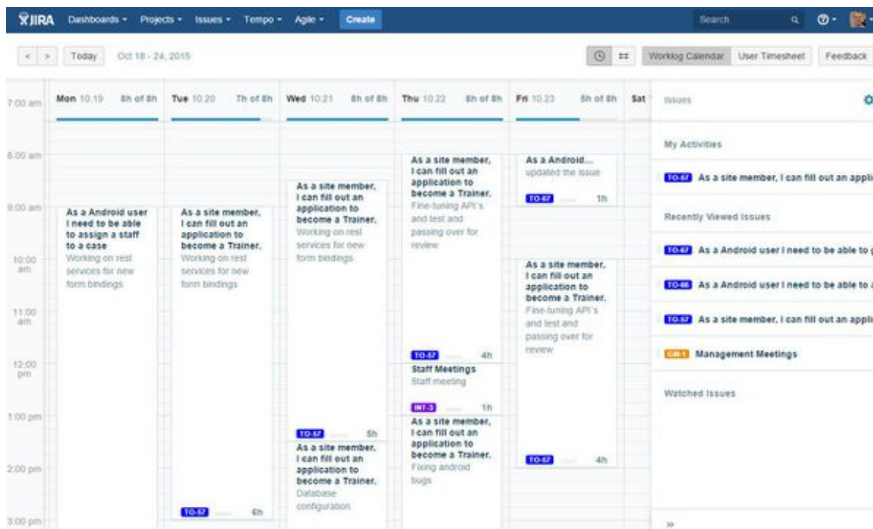 JIRA Dashboards Projects Issues Tempo Agile Create Search
< > Today Oct 18 - 24, 2015 Worklog Calendar User Timesheet Feedback
Mon 10.19 8h of 8h
Tue 10.20 7h of 8h
Wed 10.21 8h of 8h
Thu 10.22 8h of 8h
Fri 10.23 5h of 8h
Sat
7:00 am
8:00 am
9:00 am
10:00
am
11:00
am
12:00
pm
1:00 pm
2:00 pm
3:00 pm
As a Android user
I need to be able
to assign a staff
to a case
Working on rest
services for new
form bindings
As a site member,
I can fill out an
application to
become a Trainer.
Working on rest
services for new
form bindings
TO-57 6h
As a site member,
I can fill out an
application to
become a Trainer.
Working on rest
services for new
form bindings
TO-57 5h
As a site member,
I can fill out an
application to
become a Trainer.
Database
configuration
As a site member,
I can fill out an
application to
become a Trainer.
Fine-tuning API's
and test and
passing over for
review
TO-57 4h
Staff Meetings
Staff meeting
INT-3 1h
As a site member,
I can fill out an
application to
become a Trainer.
Fixing android
bugs
As a Android...
updated the issue
TO-67 1h
As a site member,
I can fill out an
application to
become a Trainer.
Fine-tuning API's
and test and
passing over for
review
TO-57 4h
Issues
My Activities
TO-57 As a site member, I can fill out an appli
Recently Viewed Issues
TO-67 As a Android user I need to be able to
TO-66 As a Android user I need to be able to
TO-57 As a site member, I can fill out an appli
GM-1 Management Meetings
Watched Issues
»